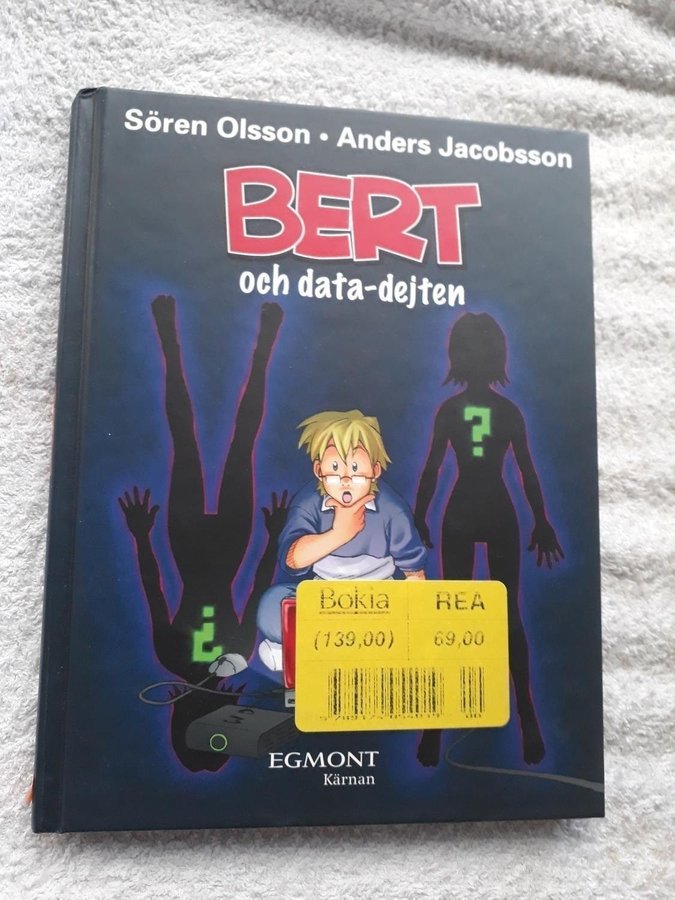 Sören Olsson • Anders Jacobsson
BERT
och data-dejten
?
?
Bokia REA
(139,00) 69,00
EGMONT
Kärnan